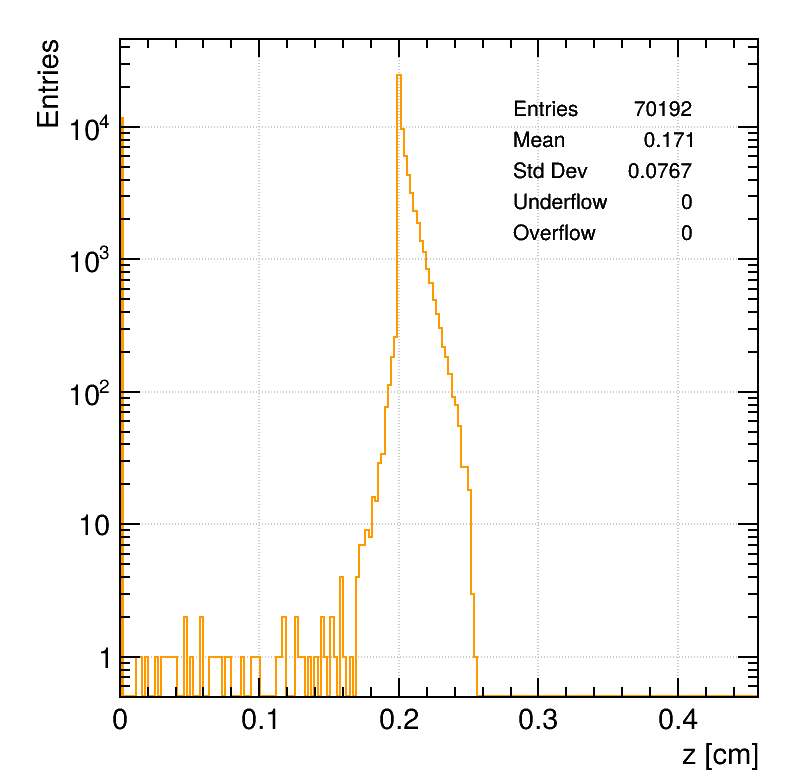 Entries
10⁴
10³
10²
10
1
Entries 70192
Mean 0.171
Std Dev 0.0767
Underflow 0
Overflow 0
0 0.1 0.2 0.3 0.4
z [cm]